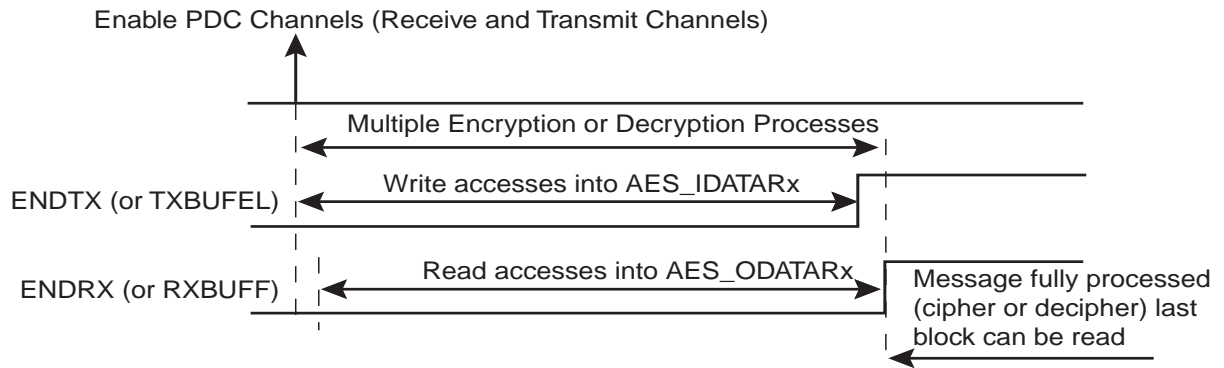 Enable PDC Channels (Receive and Transmit Channels)
Multiple Encryption or Decryption Processes
ENDTX (or TXBUFEL)
Write accesses into AES_IDATARx
ENDRX (or RXBUFF)
Read accesses into AES_ODATARx
Message fully processed
(cipher or decipher) last
block can be read